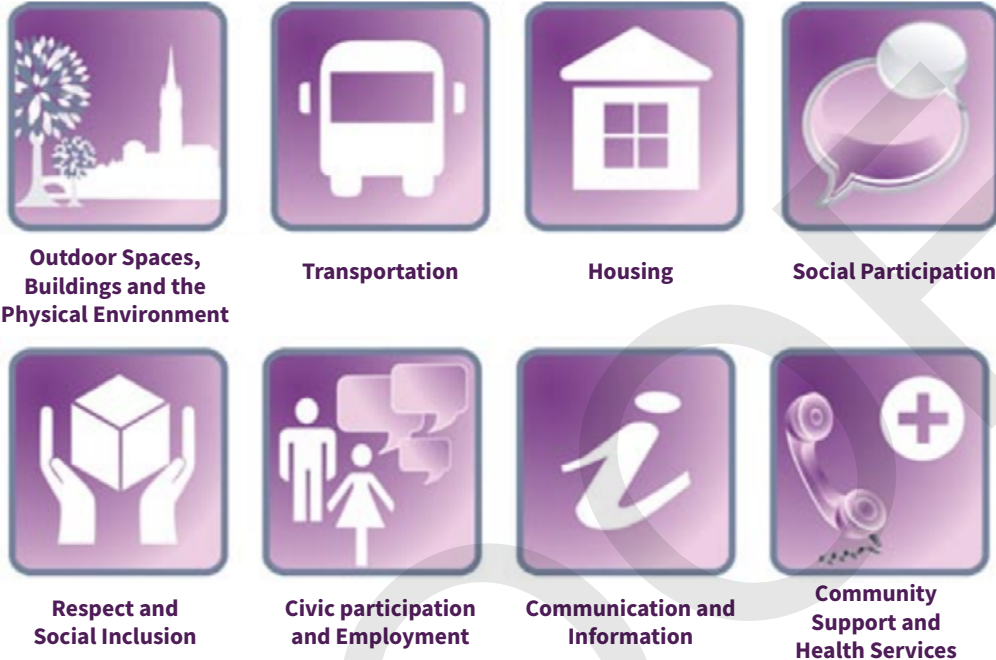 Outdoor Spaces,
Buildings and the
Physical Environment
Transportation
Housing
Social Participation
Respect and
Social Inclusion
Civic participation
and Employment
Communication and
Information
Community
Support and
Health Services